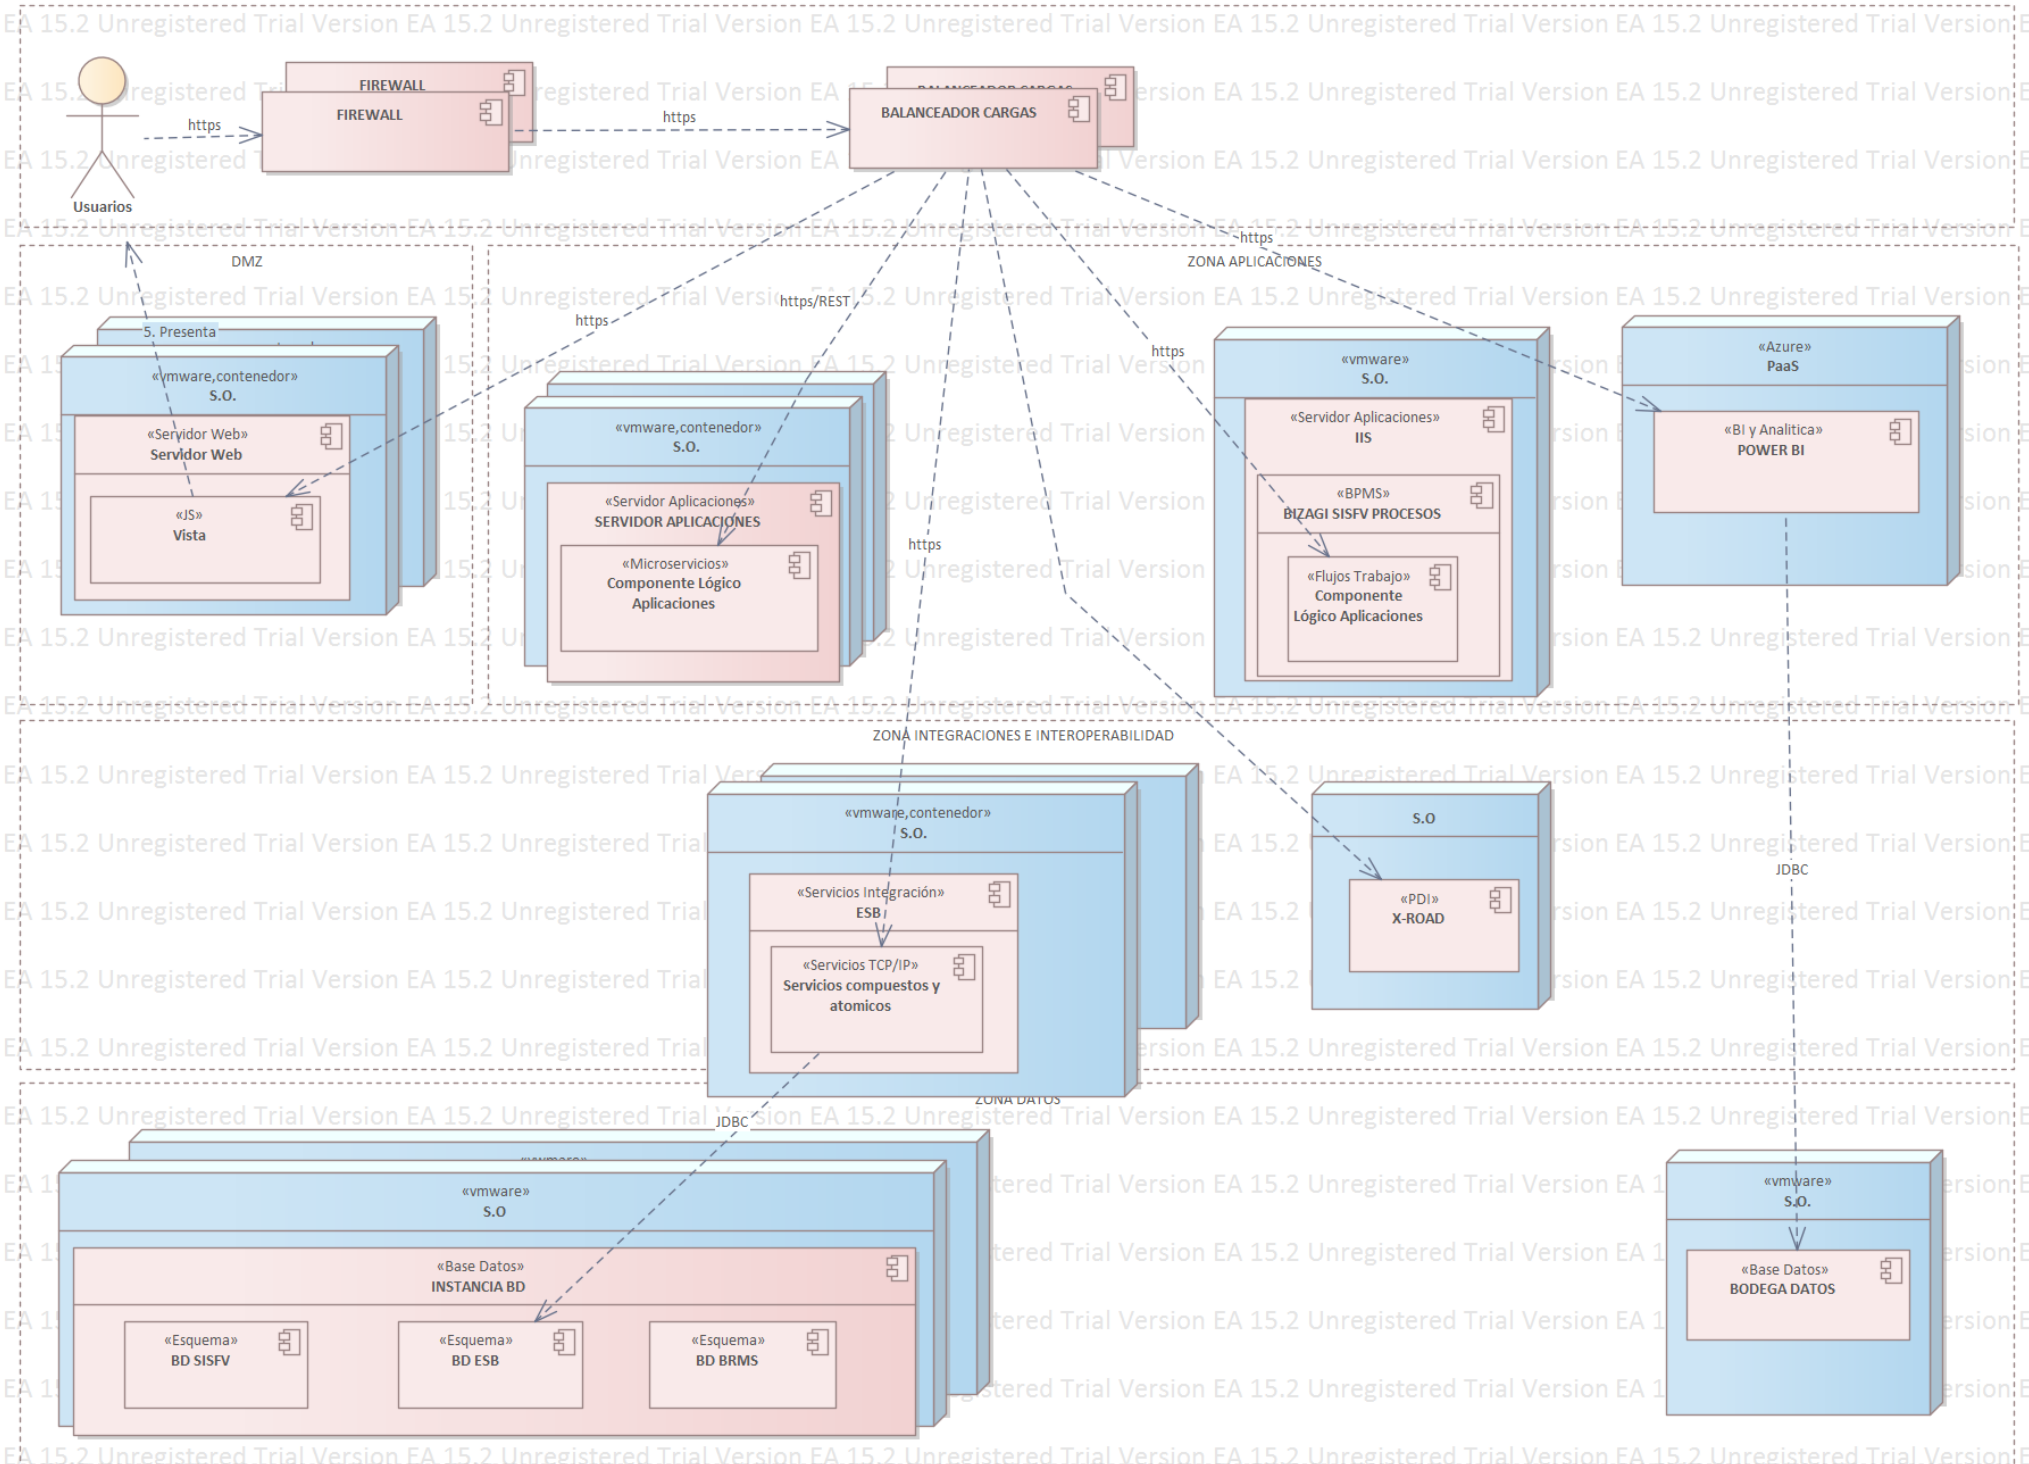 EA 15.2 Unregistered Trial Version
FIREWALL
FIREWALL
BALANCEADOR CARGAS
BALANCEADOR CARGAS
https
https
Usuarios
https
DMZ
ZONA APLICACIONES
https/REST
https
https
5. Presenta
«vmware,contenedor»
S.O.
«Servidor Web»
Servidor Web
«JS»
Vista
«vmware,contenedor»
S.O.
«Servidor Aplicaciones»
SERVIDOR APLICACIONES
«Microservicios»
Componente Lógico
Aplicaciones
«vmware»
S.O.
«Servidor Aplicaciones»
IIS
«BPMS»
BIZAGI SISFV PROCESOS
«Flujos Trabajo»
Componente
Lógico Aplicaciones
«Azure»
PaaS
«BI y Analitica»
POWER BI
https
ZONA INTEGRACIONES E INTEROPERABILIDAD
«vmware,contenedor»
S.O.
«Servicios Integración»
ESB
«Servicios TCP/IP»
Servicios compuestos y
atomicos
S.O
«PDI»
X-ROAD
JDBC
ZONA DATOS
JDBC
«vmware»
S.O
«Base Datos»
INSTANCIA BD
«Esquema»
BD SISFV
«Esquema»
BD ESB
«Esquema»
BD BRMS
«vmware»
S.O.
«Base Datos»
BODEGA DATOS